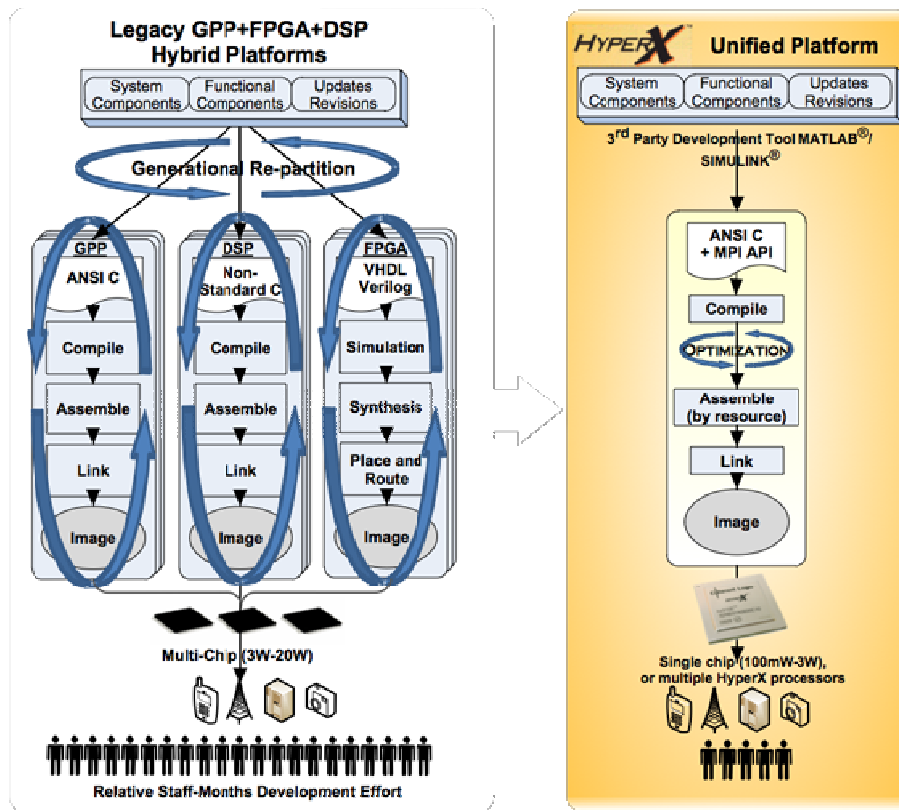 Legacy GPP+FPGA+DSP
Hybrid Platforms
System
Components
Functional
Components
Updates
Revisions
Generational Re-partition
GPP
ANSI C
Compile
Assemble
Link
Image
DSP
Non-
Standard C
Compile
Assemble
Link
Image
FPGA
VHDL
Verilog
Simulation
Synthesis
Place and
Route
Image
Multi-Chip (3W-20W)
Relative Staff-Months Development Effort
HYPERX Unified Platform
System
Components
Functional
Components
Updates
Revisions
3rd Party Development Tool MATLAB®/
SIMULINK®
ANSI C
+ MPI API
Compile
OPTIMIZATION
Assemble
(by resource)
Link
Image
Single chip (100mW-3W),
or multiple HyperX processors